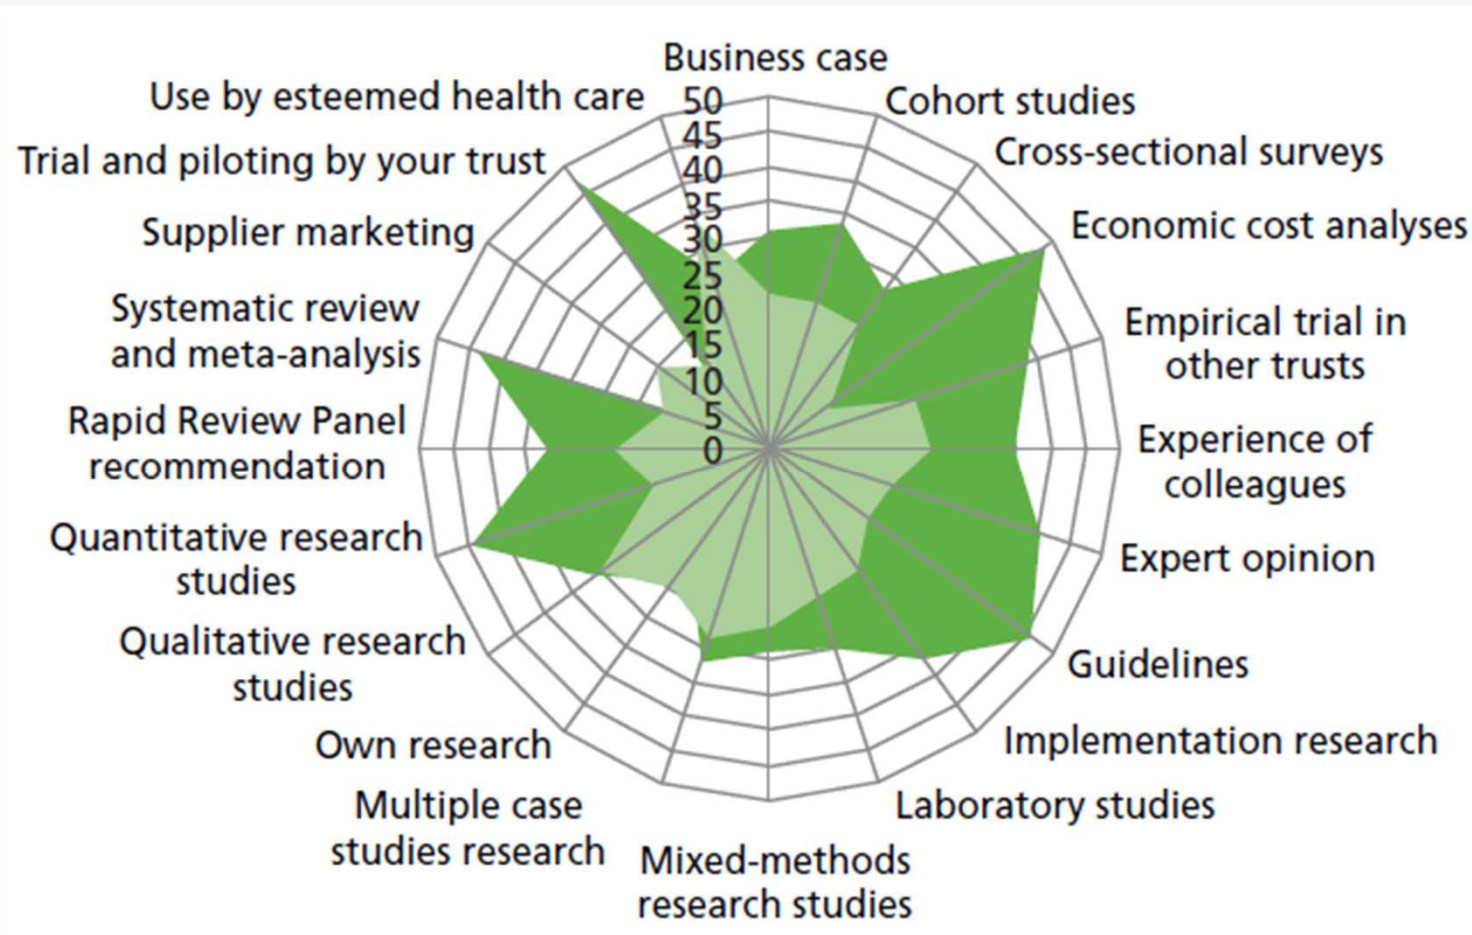 Business case
Cohort studies
Cross-sectional surveys
Economic cost analyses
Empirical trial in
other trusts
Experience of
colleagues
Expert opinion
Guidelines
Implementation research
Laboratory studies
Mixed-methods
research studies
Multiple case
studies research
Own research
Qualitative research
studies
Quantitative research
studies
Rapid Review Panel
recommendation
Systematic review
and meta-analysis
Supplier marketing
Trial and piloting by your trust
Use by esteemed health care
50
45
40
35
30
25
20
15
10
5
0